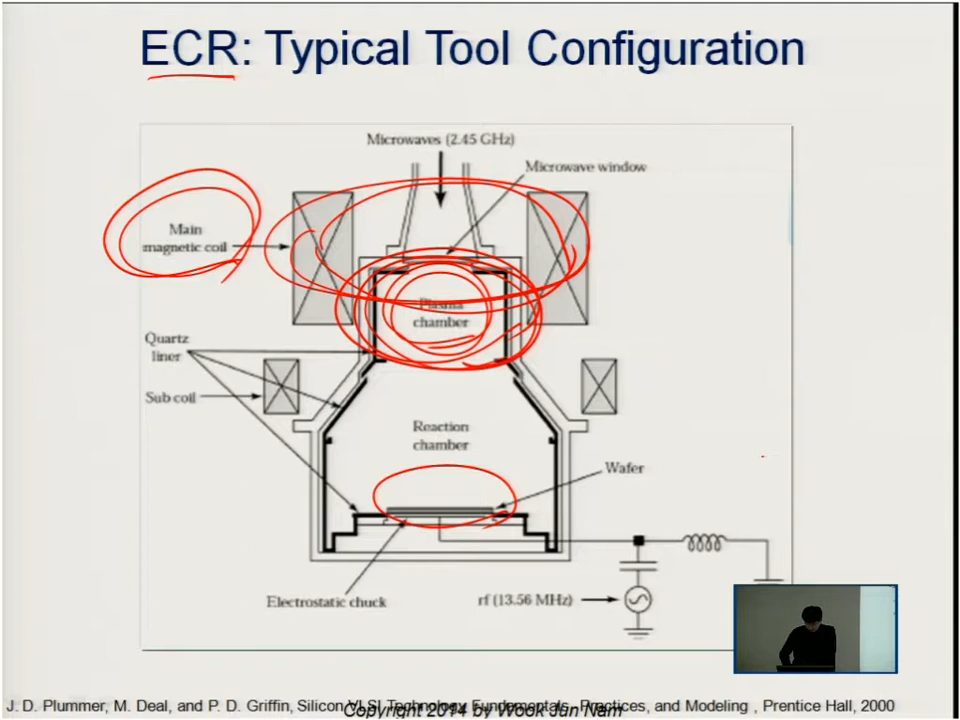 ECR: Typical Tool Configuration
Microwaves (2.45 GHz)
Microwave window
Main
magnetic coil
Plasma
chamber
Quartz
liner
Sub coil
Reaction
chamber
Wafer
Electrostatic chuck
rf (13.56 MHz)
J. D. Plummer, M. Deal, and P. D. Griffin, Silicon VLSI Technology, Fundamentals, Practices, and Modeling , Prentice Hall, 2000
Copyright 2014 by Wook Jun Nam